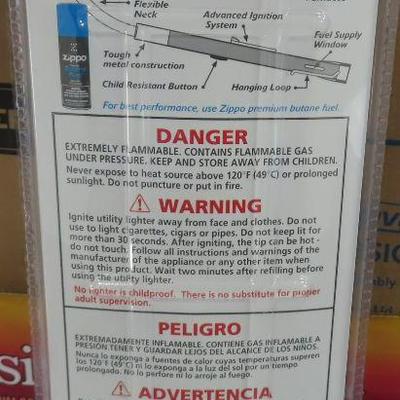 Flexible
Neck
Advanced Ignition
System
Fuel Supply
Window
zippo
Tough
metal construction
Child Resistant Button
Hanging Loop
For best performance, use Zippo premium butane fuel.
DANGER
EXTREMELY FLAMMABLE. CONTAINS FLAMMABLE GAS
UNDER PRESSURE. KEEP AND STORE AWAY FROM CHILDREN.
Never expose to heat source above 120°F (49°C) or prolonged
sunlight. Do not puncture or put in fire.
WARNING
Ignite utility lighter away from face and clothes. Do not
use to light cigarettes, cigars or pipes. Do not keep lit for
more than 30 seconds. After igniting, the tip can be hot -
do not touch. Follow all instructions and warnings of the
manufacturer of the appliance or any other item when
using this product. Wait two minutes after refilling before
using the utility lighter.
No lighter is childproof. There is no substitute for proper
adult supervision.
PELIGRO
EXTREMADAMENTE INFLAMABLE. CONTIENE GAS INFLAMABLE A
PRESIÓN TENER Y GUARDAR LEJOS DEL ALCANCE DE LOS NIÑOS.
Nunca lo exponga a fuentes de calor cuyas temperaturas superen
los 120°F (49°C) ni lo exponga a la luz del sol por un tiempo
prolongado. No lo perfore ni lo arroje al fuego.
ADVERTENCIA
Si